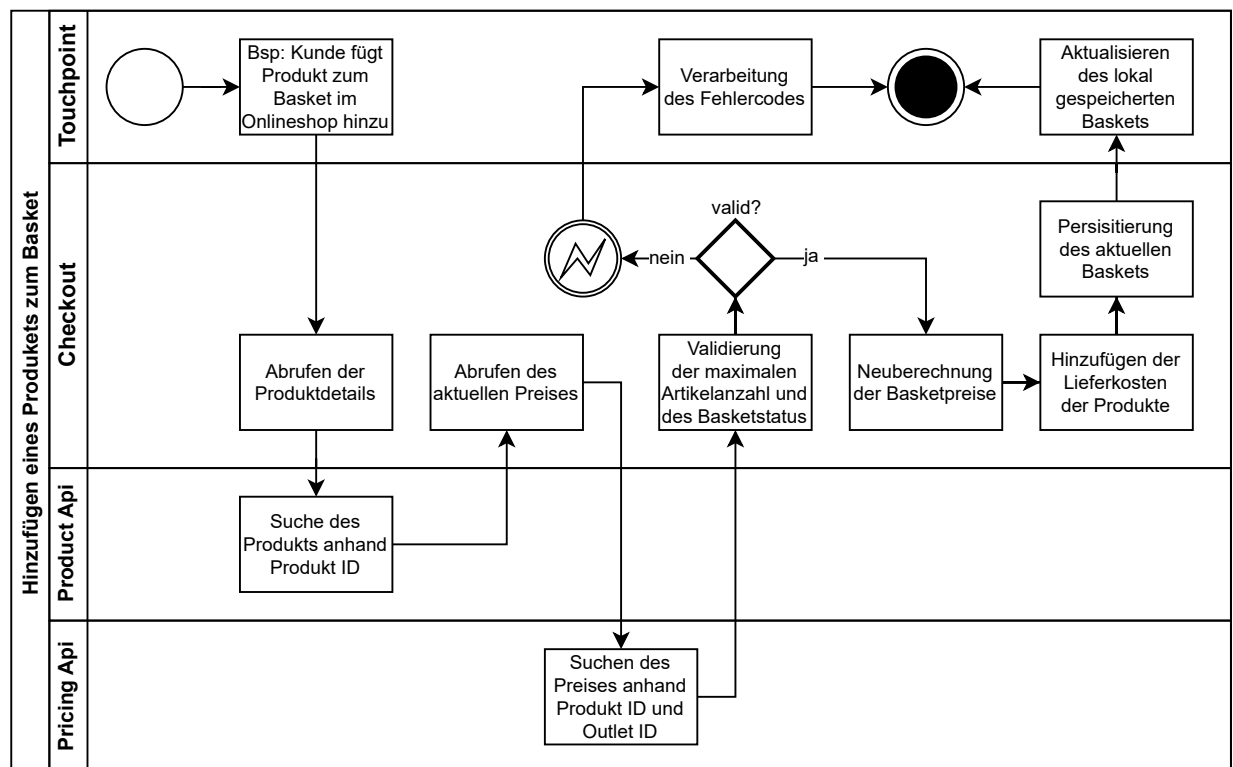 Hinzufügen eines Produkets zum Basket
Touchpoint
Bsp: Kunde fügt
Produkt zum
Basket im
Onlineshop hinzu
Verarbeitung
des Fehlercodes
Aktualisieren
des lokal
gespeicherten
Baskets
Checkout
valid?
nein
ja
Persisitierung
des aktuellen
Baskets
Abrufen der
Produktdetails
Abrufen des
aktuellen Preises
Validierung
der maximalen
Artikelanzahl und
des Basketstatus
Neuberechnung
der Basketpreise
Hinzufügen der
Lieferkosten
der Produkte
Product Api
Suche des
Produkts anhand
Produkt ID
Pricing Api
Suchen des
Preises anhand
Produkt ID und
Outlet ID